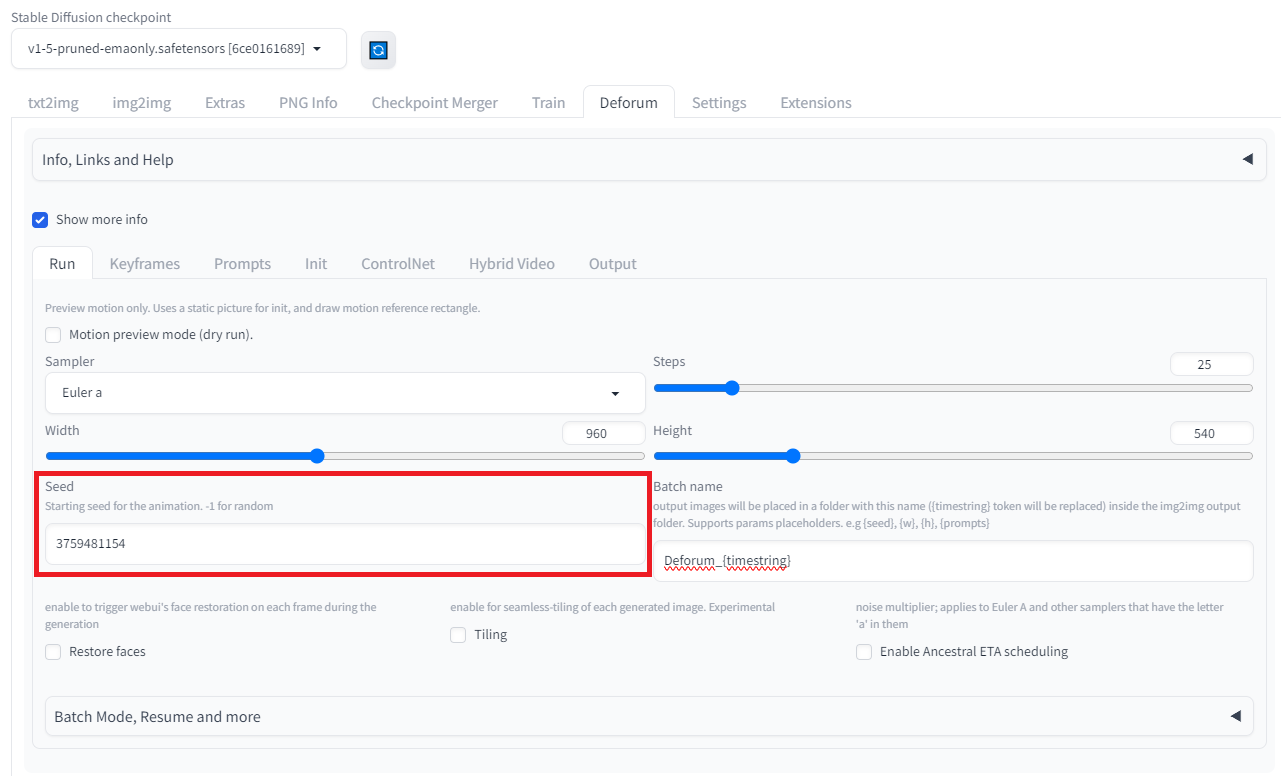 Stable Diffusion checkpoint
v1-5-pruned-emaonly.safetensors [6ce0161689]
txt2img img2img Extras PNG Info Checkpoint Merger Train Deforum Settings Extensions
Info, Links and Help
Show more info
Run Keyframes Prompts Init ControlNet Hybrid Video Output
Preview motion only. Uses a static picture for init, and draw motion reference rectangle.
Motion preview mode (dry run).
Sampler
Euler a
Steps
25
Width
960
Height
540
Seed
Starting seed for the animation. -1 for random
3759481154
Batch name
output images will be placed in a folder with this name ({timestring} token will be replaced) inside the img2img output
folder. Supports params placeholders. e.g {seed}, {w}, {h}, {prompts}
Deforum_{timestring}
enable to trigger webui's face restoration on each frame during the
generation
Restore faces
enable for seamless-tiling of each generated image. Experimental
Tiling
noise multiplier; applies to Euler A and other samplers that have the letter
'a' in them
Enable Ancestral ETA scheduling
Batch Mode, Resume and more